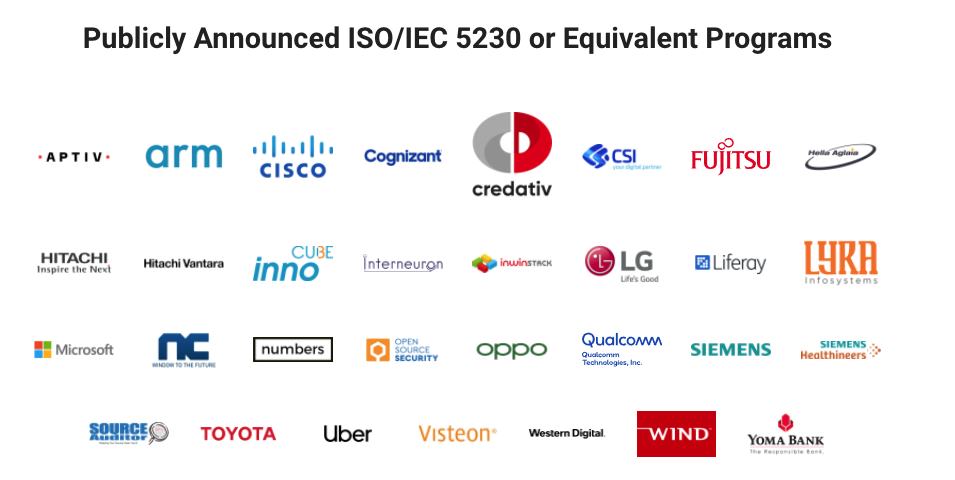 Publicly Announced ISO/IEC 5230 or Equivalent Programs
• APTIV •
arm
CISCO
Cognizant
credativ
CSI
your digital partner
FUJITSU
Hella Aglaia
HITACHI
Inspire the Next
Hitachi Vantara
CUBE
inno
Interneuron
inwinSTACK
LG
Life's Good
Liferay
LYRA
infosystems
Microsoft
nc
WINDOW TO THE FUTURE
numbers
OPEN
SOURCE
SECURITY
oppo
Qualcomm
Qualcomm
Technologies, Inc.
SIEMENS
SIEMENS
Healthineers
SOURCE
Auditor
TOYOTA
Uber
Visteon®
Western Digital.
WIND
YOMA BANK
The Responsible Bank.